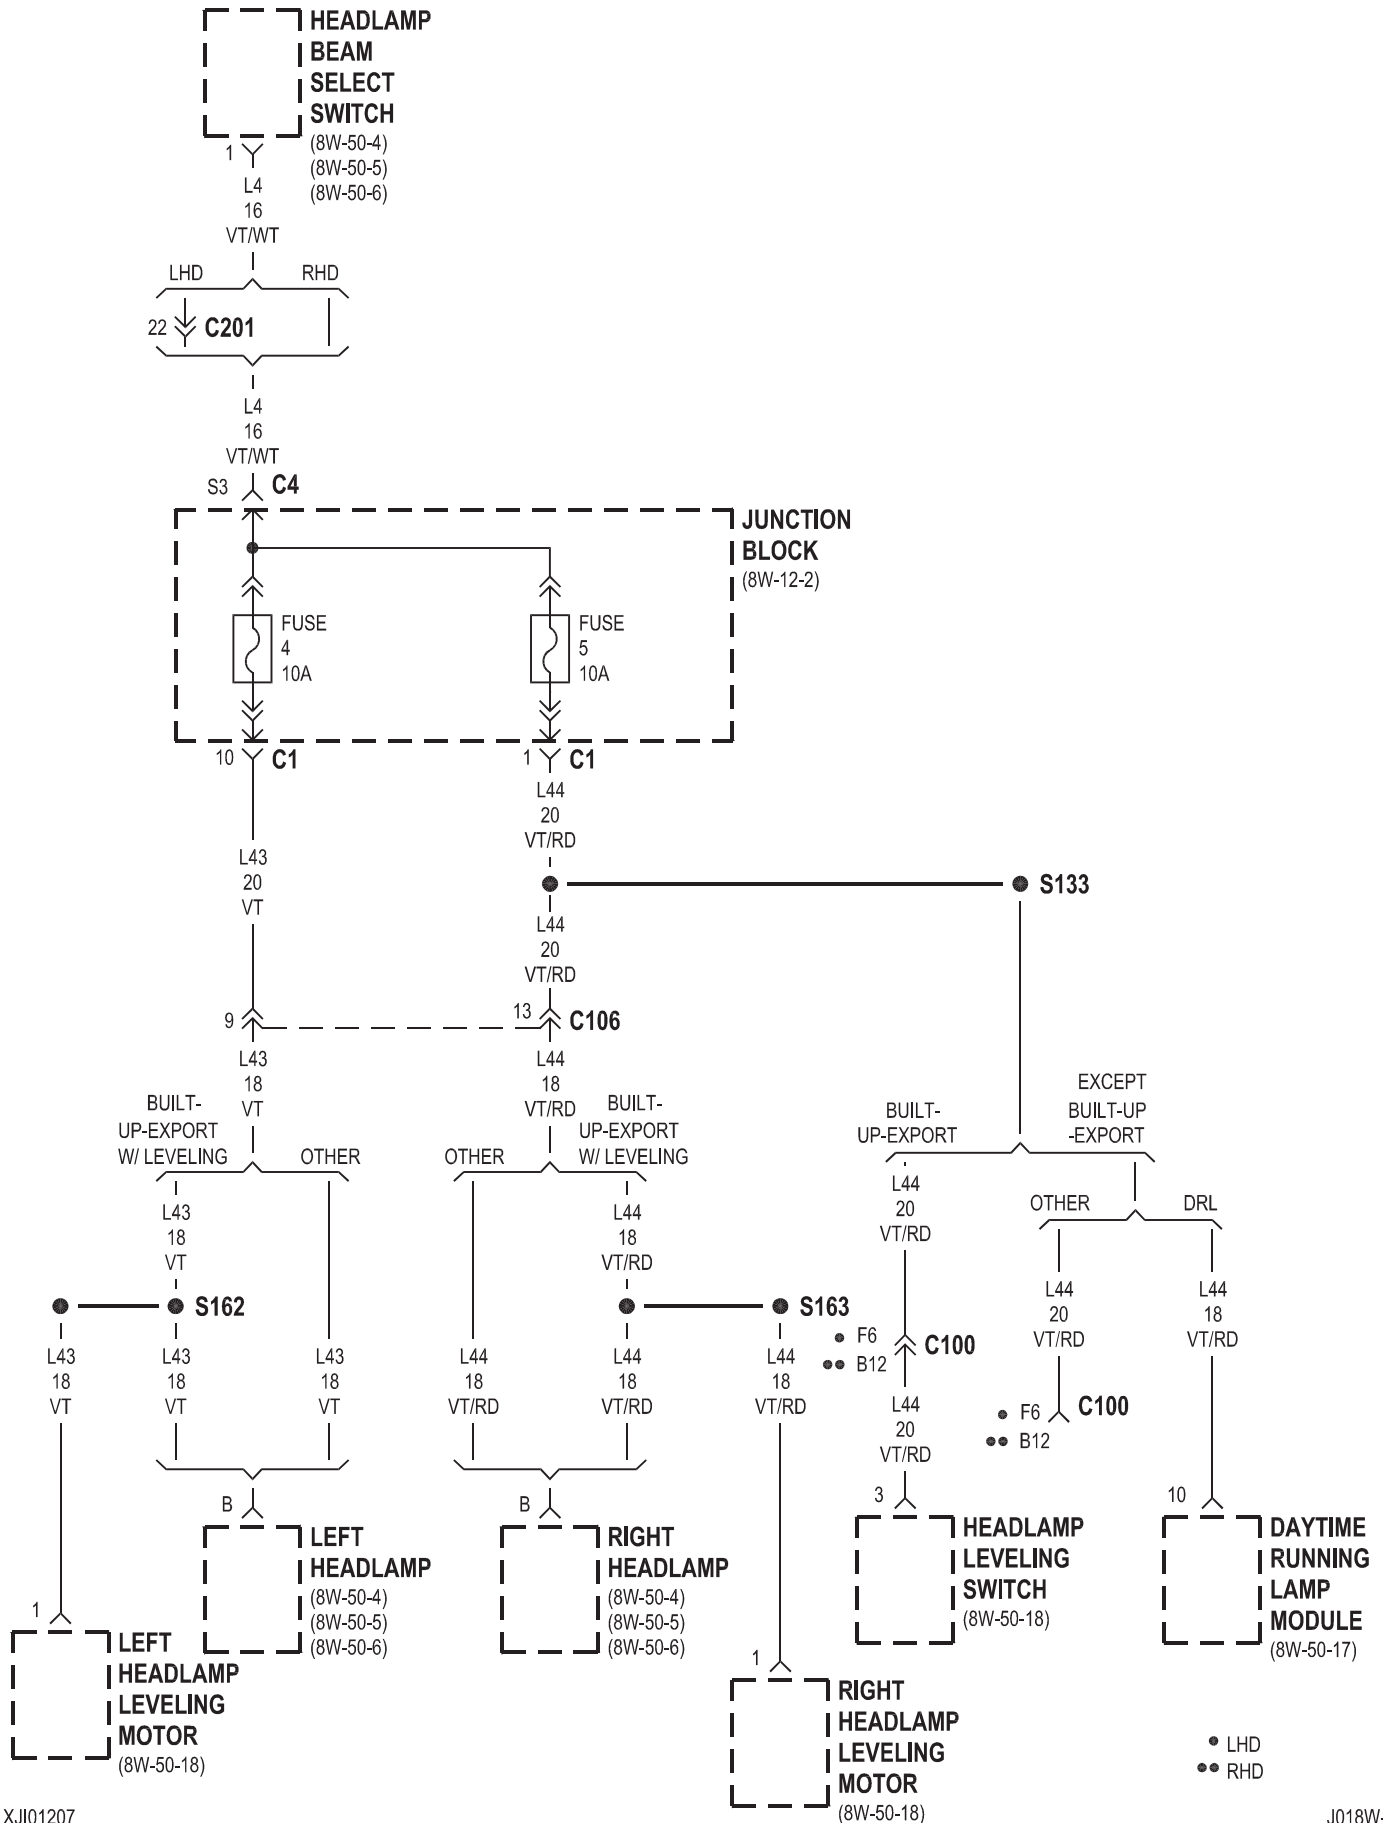 HEADLAMP
BEAM
SELECT
SWITCH
(8W-50-4)
(8W-50-5)
(8W-50-6)
1
L4
16
VT/WT
LHD
RHD
22
C201
L4
16
VT/WT
S3
C4
JUNCTION
BLOCK
(8W-12-2)
FUSE
4
10A
FUSE
5
10A
10
C1
1
C1
L44
20
VT/RD
L43
20
VT
S133
L44
20
VT/RD
9
13
C106
L43
18
VT
L44
18
VT/RD
BUILT-
UP-EXPORT
W/ LEVELING
OTHER
OTHER
BUILT-
UP-EXPORT
W/ LEVELING
BUILT-
UP-EXPORT
EXCEPT
BUILT-UP
-EXPORT
L43
18
VT
L44
18
VT/RD
L44
20
VT/RD
OTHER
DRL
S162
S163
L43
18
VT
L43
18
VT
L43
18
VT
L44
18
VT/RD
L44
18
VT/RD
L44
18
VT/RD
F6
B12
C100
L44
20
VT/RD
L44
18
VT/RD
L44
20
VT/RD
F6
B12
C100
B
LEFT
HEADLAMP
(8W-50-4)
(8W-50-5)
(8W-50-6)
B
RIGHT
HEADLAMP
(8W-50-4)
(8W-50-5)
(8W-50-6)
3
HEADLAMP
LEVELING
SWITCH
(8W-50-18)
10
DAYTIME
RUNNING
LAMP
MODULE
(8W-50-17)
1
LEFT
HEADLAMP
LEVELING
MOTOR
(8W-50-18)
1
RIGHT
HEADLAMP
LEVELING
MOTOR
(8W-50-18)
LHD
RHD
XJI01207
J018W-